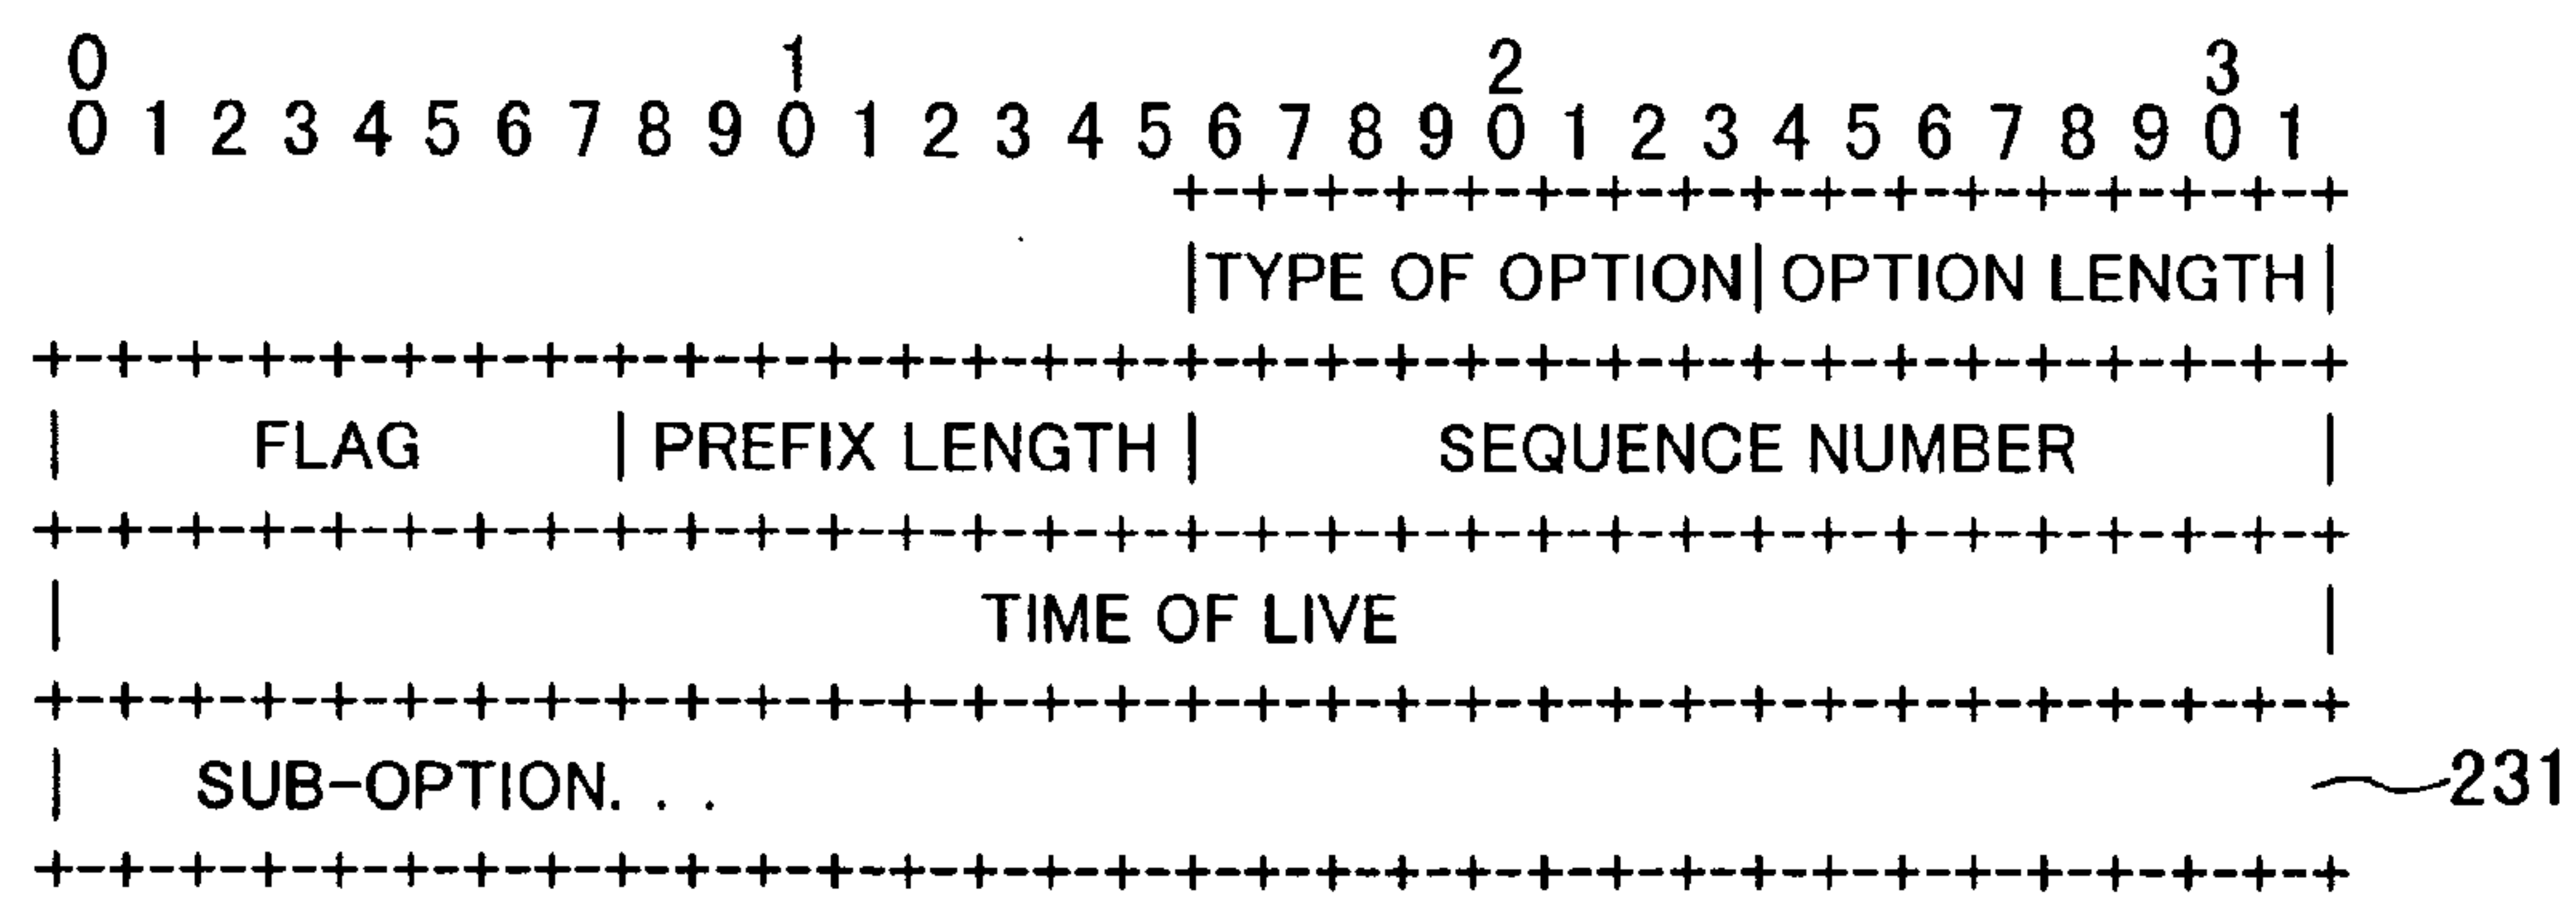 0 1 2 3
0 1 2 3 4 5 6 7 8 9 0 1 2 3 4 5 6 7 8 9 0 1 2 3 4 5 6 7 8 9 0 1
+-+-+-+-+-+-+-+-+-+-+-+-+-+-+-+-+
|TYPE OF OPTION| OPTION LENGTH|
+-+-+-+-+-+-+-+-+-+-+-+-+-+-+-+-+-+-+-+-+-+-+-+-+-+-+-+-+-+-+-+-+
| FLAG | PREFIX LENGTH | SEQUENCE NUMBER |
+-+-+-+-+-+-+-+-+-+-+-+-+-+-+-+-+-+-+-+-+-+-+-+-+-+-+-+-+-+-+-+-+
| TIME OF LIVE |
+-+-+-+-+-+-+-+-+-+-+-+-+-+-+-+-+-+-+-+-+-+-+-+-+-+-+-+-+-+-+-+-+
| SUB-OPTION. . . 231
+-+-+-+-+-+-+-+-+-+-+-+-+-+-+-+-+-+-+-+-+-+-+-+-+-+-+-+-+-+-+-+-+